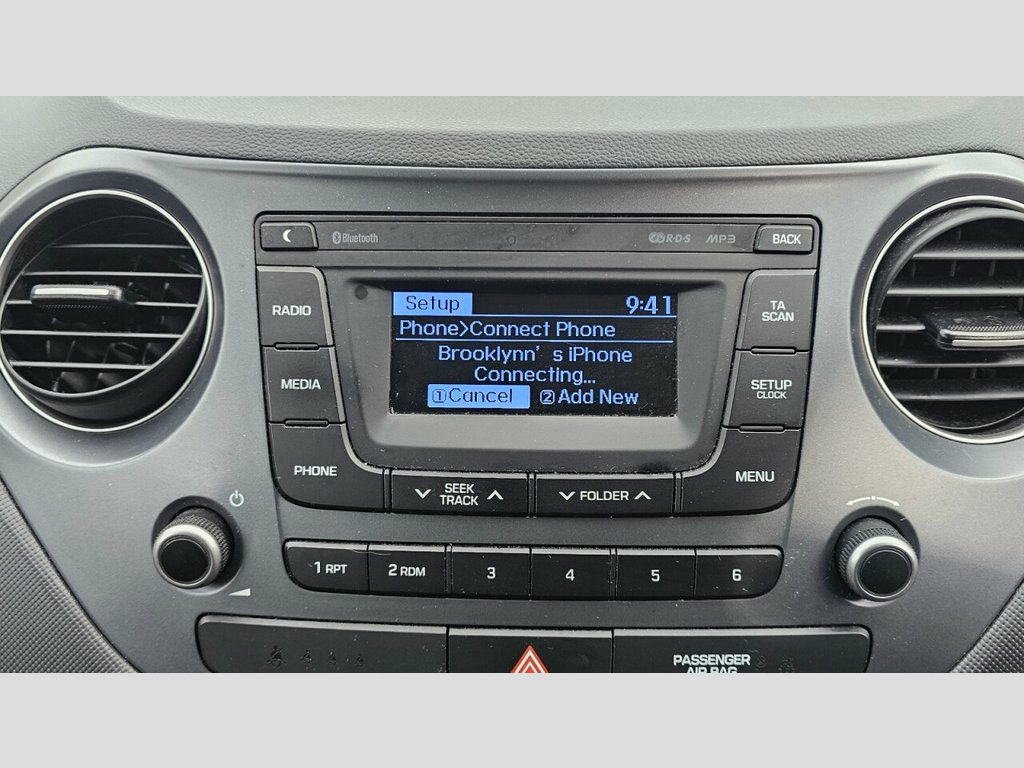 Bluetooth R·D·S MP3 BACK
RADIO
Setup 9:41
TA
SCAN
Phone>Connect Phone
Brooklynn's iPhone
MEDIA
Connecting...
SETUP
CLOCK
①Cancel ②Add New
PHONE
SEEK
TRACK
FOLDER
MENU
1 RPT 2 RDM 3 4 5 6
PASSENGER
AIR BAG